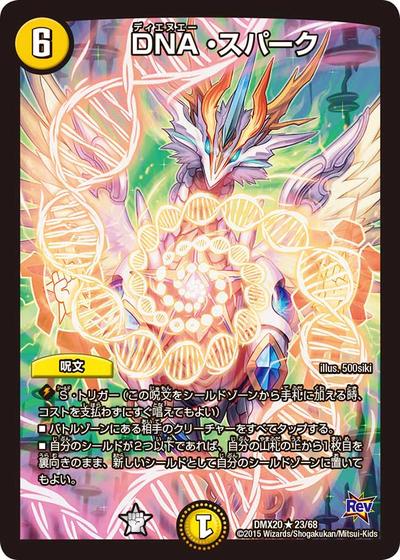 6
ディエヌエー
DNA・スパーク
呪文
illus. 500siki
S・トリガー（この呪文をシールドゾーンから手札に加える時、
コストを支払わずにすぐ唱えてもよい）
■バトルゾーンにある相手のクリーチャーをすべてタップする。
■自分のシールドが2つ以下であれば、自分の山札の上から1枚目を
裏向きのまま、新しいシールドとして自分のシールドゾーンに置いて
もよい。
Rev
1
DMX20 ★ 23/68
©2015 Wizards/Shogakukan/Mitsui-Kids